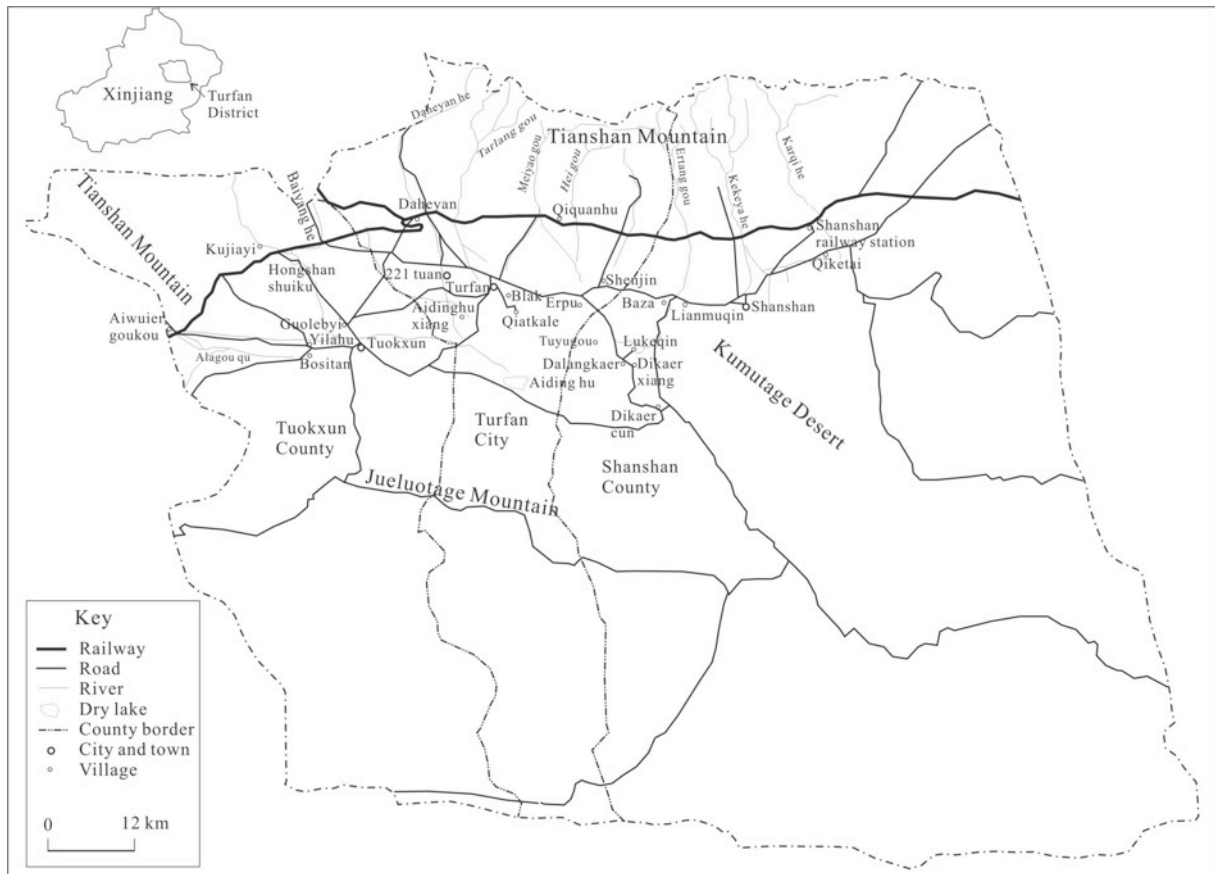 Xinjiang
Turfan
District
Daheyan he
Tarlang gou
Meiyao gou
Hei gou
Tianshan Mountain
Ertang gou
Kekeya he
Karqi he
Tianshan Mountain
Baiyang he
Daheyan
Qiquanhu
Shanshan
railway station
Qiketai
Kujiayi
Hongshan
shuiku
221 tuan
Turfan
Blak
Qiatkale
Erpu
Shenjin
Baza
Lianmuqin
Shanshan
Aidinghu
xiang
Guolebyi
Yilahu
Tuokxun
Bositan
Aiwuier
goukou
Alagou qu
Tuyugou
Lukeqin
Dalangkaer
Dikaer
xiang
Aiding hu
Dikaer
cun
Kumutage Desert
Tuokxun
County
Turfan
City
Shanshan
County
Jueluotage Mountain
Key
Railway
Road
River
Dry lake
County border
City and town
Village
0 12 km